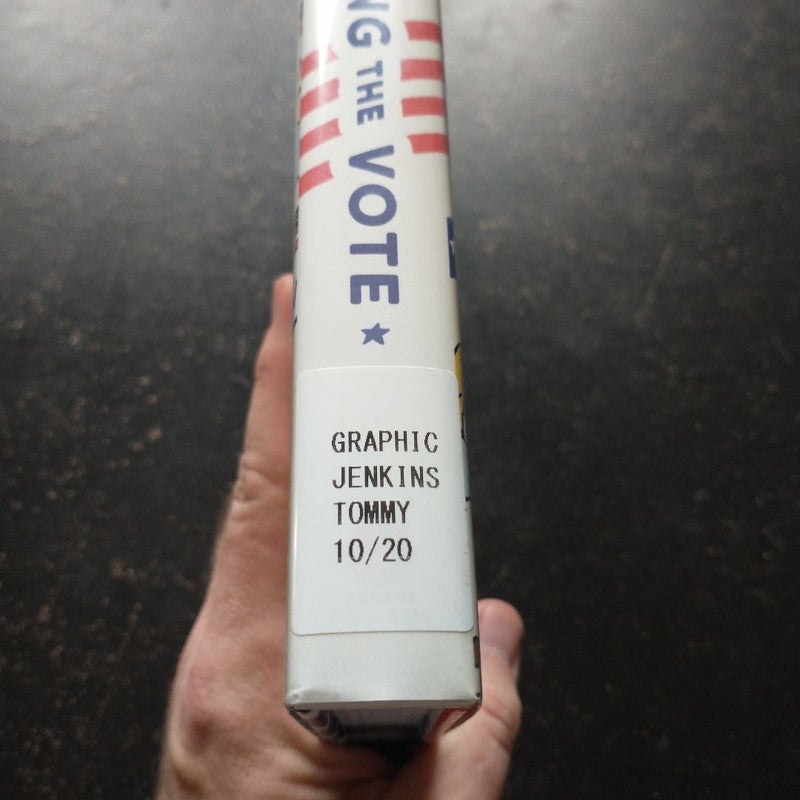 NG THE VOTE
GRAPHIC
JENKINS
TOMMY
10/20